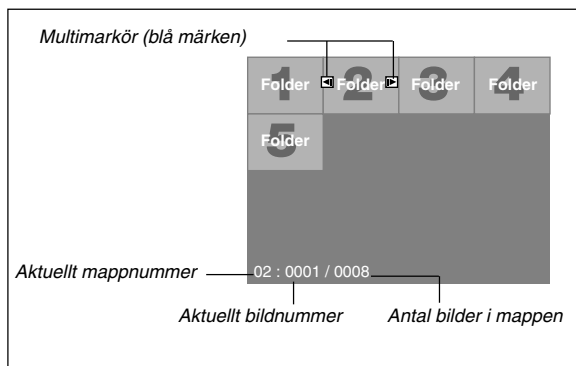 Multimarkör (blå märken)
1 Folder 2 Folder 3 Folder 4 Folder
5 Folder
Aktuellt mappnummer 02 : 0001 / 0008
Aktuellt bildnummer Antal bilder i mappen